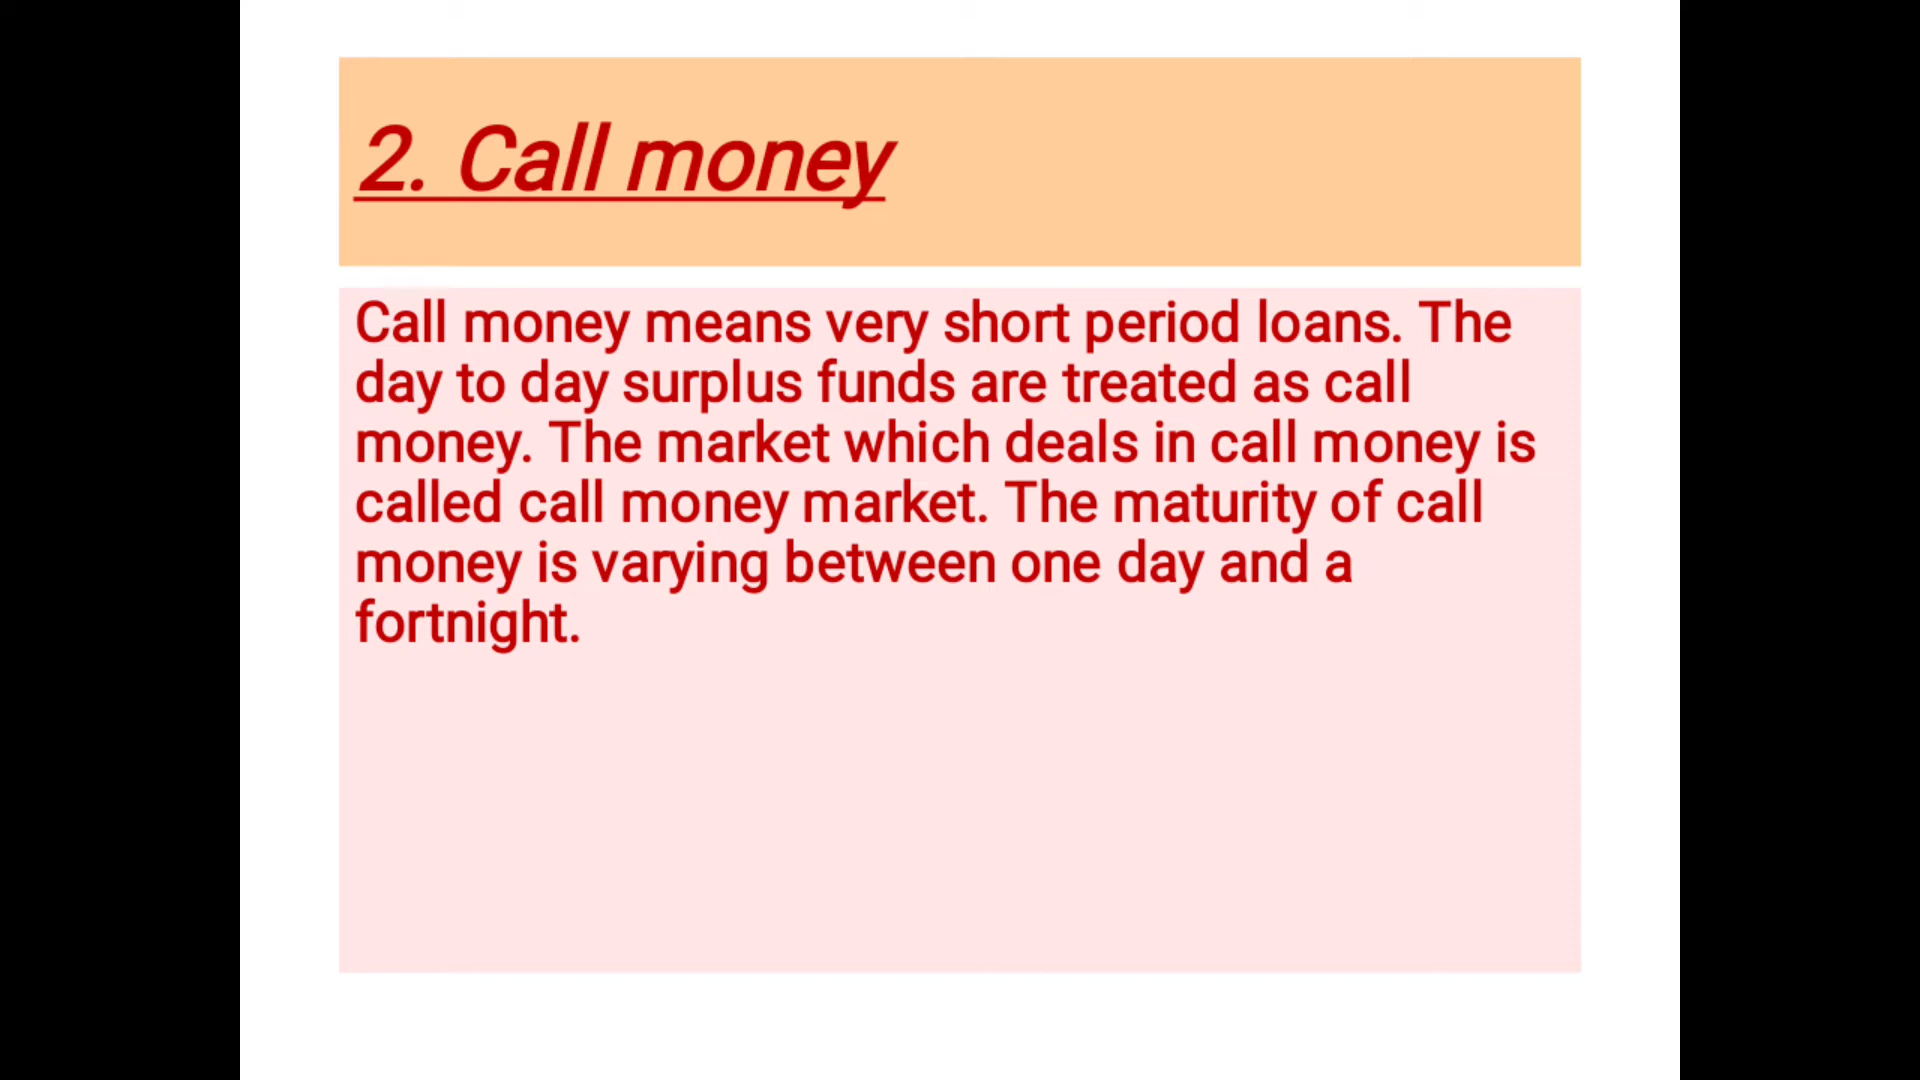 2. Call money
Call money means very short period loans. The
day to day surplus funds are treated as call
money. The market which deals in call money is
called call money market. The maturity of call
money is varying between one day and a
fortnight.